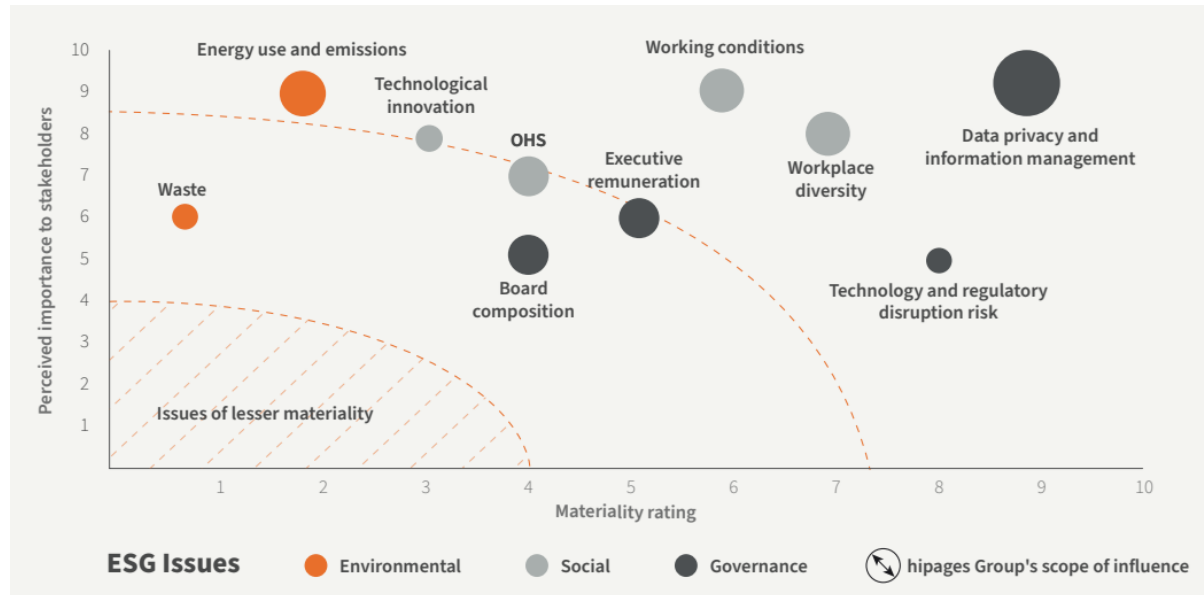 Energy use and emissions
Working conditions
Technological
innovation
OHS
Executive
remuneration
Data privacy and
information management
Workplace
diversity
Waste
Board
composition
Technology and regulatory
disruption risk
Issues of lesser materiality
Perceived importance to stakeholders
10
9
8
7
6
5
4
3
2
1
1 2 3 4 5 6 7 8 9 10
Materiality rating
ESG Issues Environmental Social Governance hipages Group's scope of influence